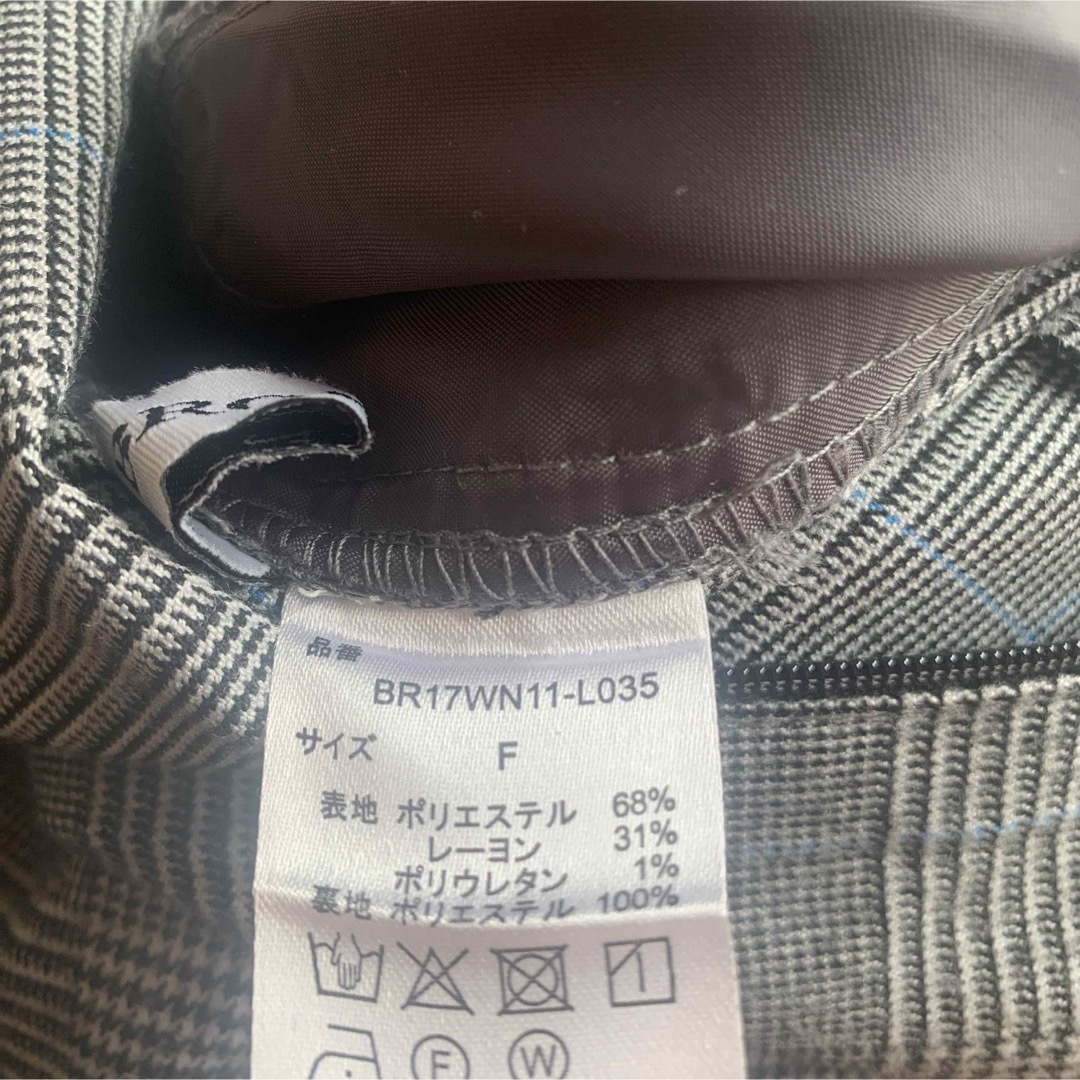 品番
BR17WN11-L035
サイズ F
表地 ポリエステル 68%
レーヨン 31%
ポリウレタン 1%
裏地 ポリエステル 100%
F W